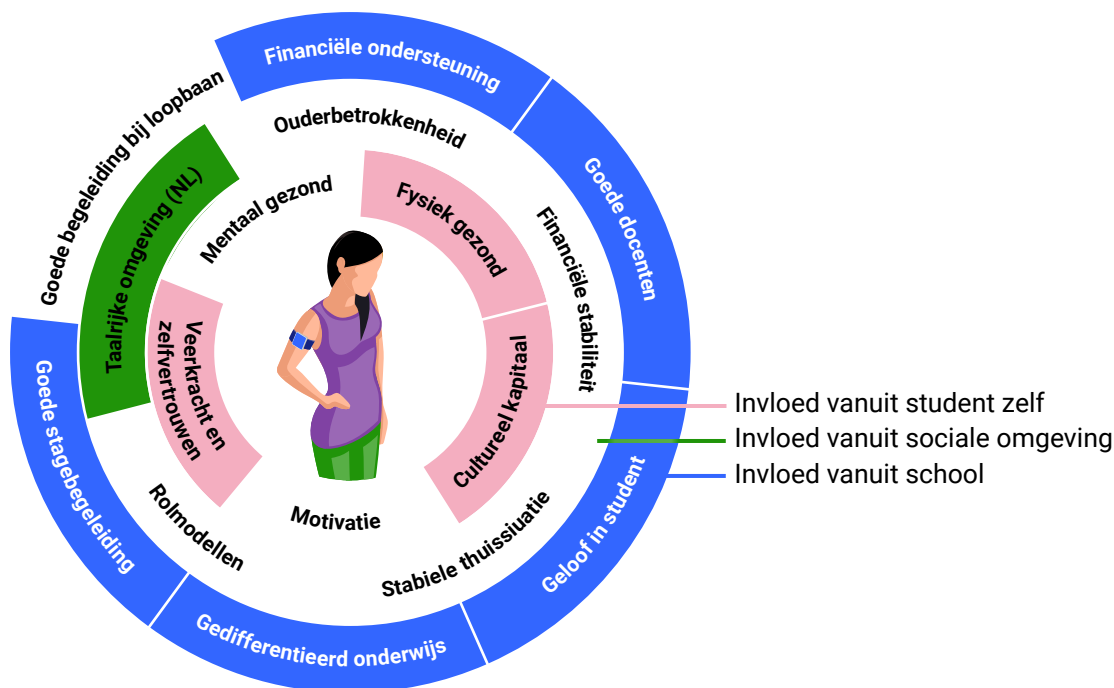 Financiële ondersteuning
Goede docenten
Geloof in student
Gedifferentieerd onderwijs
Goede stagebegeleiding
Goede begeleiding bij loopbaan
Ouderbetrokkenheid
Financiële stabiliteit
Stabiele thuissiuatie
Rolmodellen
Taalrijke omgeving (NL)
Mentaal gezond
Fysiek gezond
Cultureel kapitaal
Motivatie
Veerkracht en
zelfvertrouwen
Invloed vanuit student zelf
Invloed vanuit sociale omgeving
Invloed vanuit school